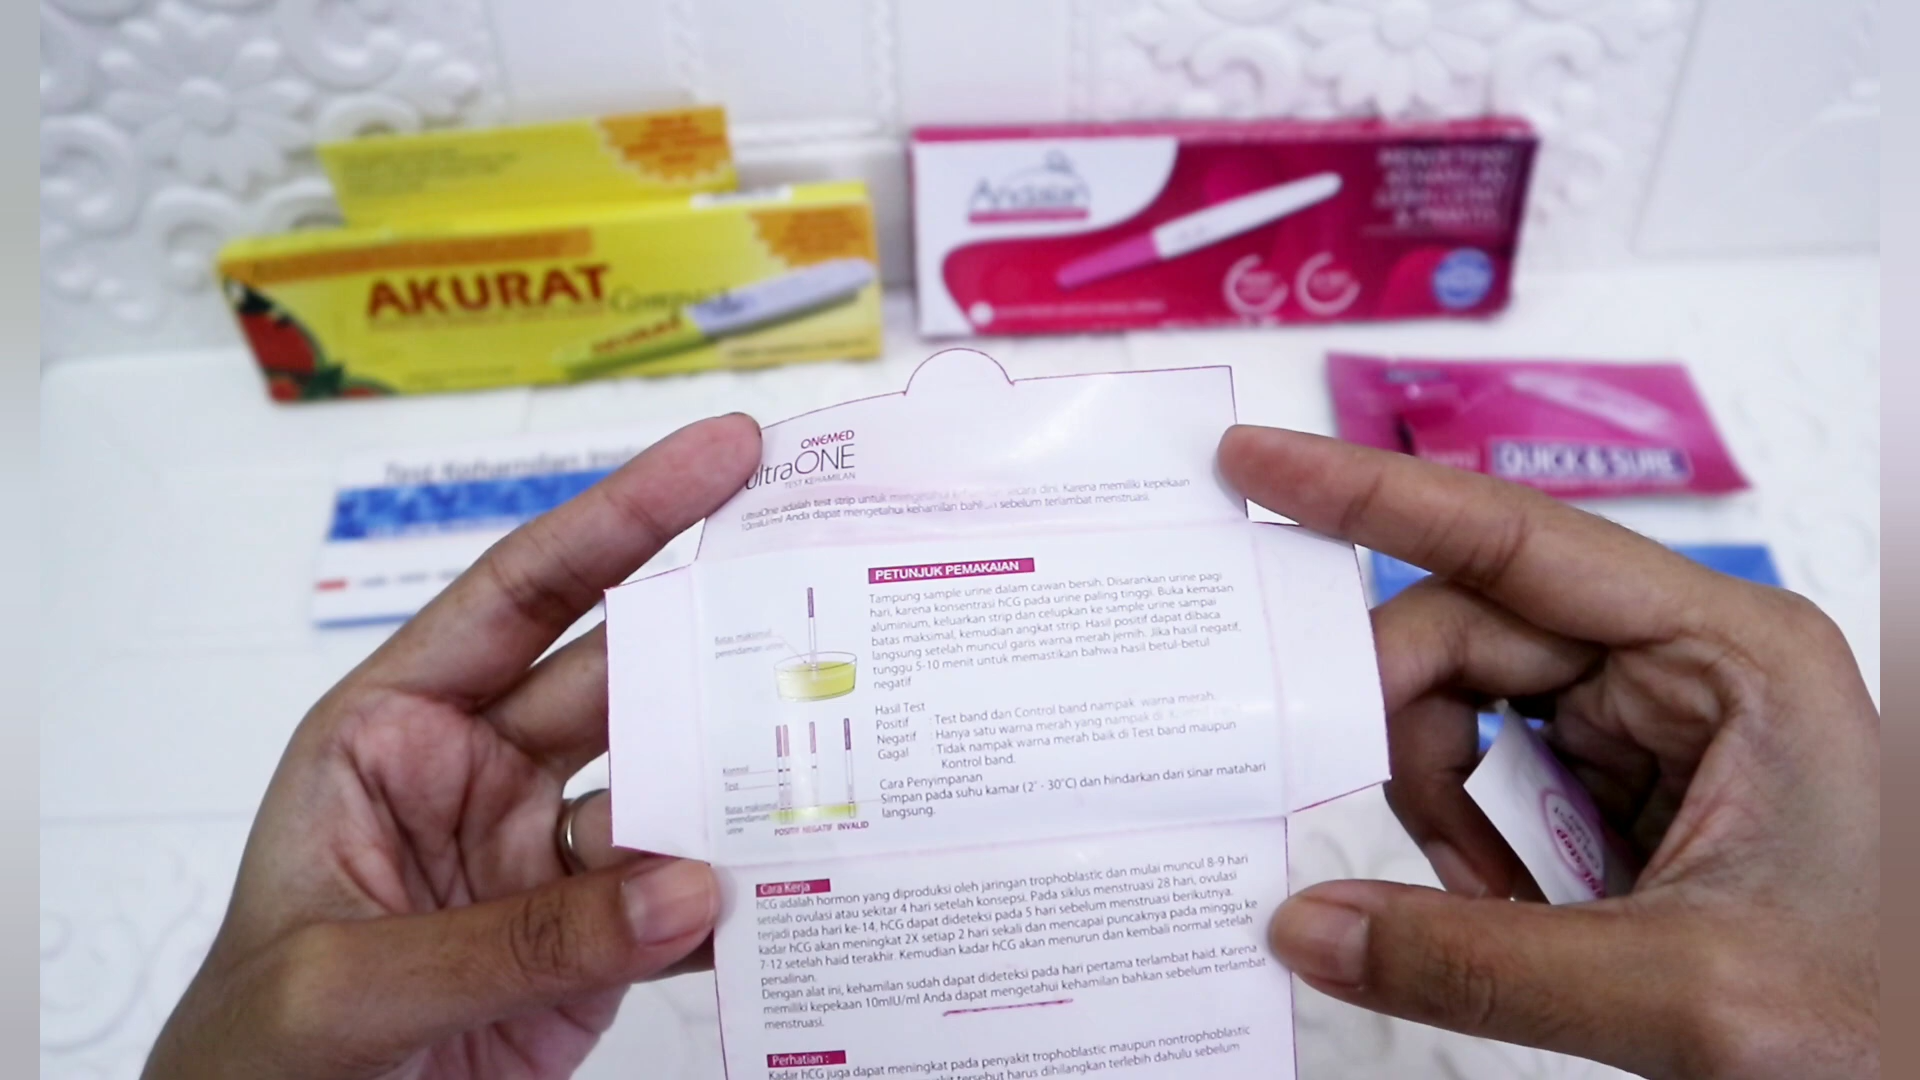 AKURAT
Compact
Andalan
QUICK & SURE
ONEMED
UltraONE
TEST KEHAMILAN
UltraOne adalah test strip untuk mengetahui kehamilan secara dini. Karena memiliki kepekaan
10mIU/ml Anda dapat mengetahui kehamilan bahkan sebelum terlambat menstruasi.
PETUNJUK PEMAKAIAN
Tampung sample urine dalam cawan bersih. Disarankan urine pagi
hari, karena konsentrasi hCG pada urine paling tinggi. Buka kemasan
aluminium, keluarkan strip dan celupkan ke sample urine sampai
batas maksimal, kemudian angkat strip. Hasil positif dapat dibaca
langsung setelah muncul garis warna merah jernih. Jika hasil negatif,
tunggu 5-10 menit untuk memastikan bahwa hasil betul-betul
negatif
Batas maksimal
perendaman urine
Hasil Test
Positif : Test band dan Control band nampak warna merah.
Negatif : Hanya satu warna merah yang nampak di
Gagal : Tidak nampak warna merah baik di Test band maupun
Kontrol band.
Kontrol
Test
Batas maksimal
perendaman
urine
POSITIF NEGATIF INVALID
Cara Penyimpanan
Simpan pada suhu kamar (2° - 30°C) dan hindarkan dari sinar matahari
langsung.
Cara Kerja
hCG adalah hormon yang diproduksi oleh jaringan trophoblastic dan mulai muncul 8-9 hari
setelah ovulasi atau sekitar 4 hari setelah konsepsi. Pada siklus menstruasi 28 hari, ovulasi
terjadi pada hari ke-14, hCG dapat dideteksi pada 5 hari sebelum menstruasi berikutnya.
kadar hCG akan meningkat 2X setiap 2 hari sekali dan mencapai puncaknya pada minggu ke
7-12 setelah haid terakhir. Kemudian kadar hCG akan menurun dan kembali normal setelah
persalinan.
Dengan alat ini, kehamilan sudah dapat dideteksi pada hari pertama terlambat haid. Karena
memiliki kepekaan 10mIU/ml Anda dapat mengetahui kehamilan bahkan sebelum terlambat
menstruasi.
Perhatian :
Kadar hCG juga dapat meningkat pada penyakit trophoblastic maupun nontrophoblastic
tersebut harus dihilangkan terlebih dahulu sebelum